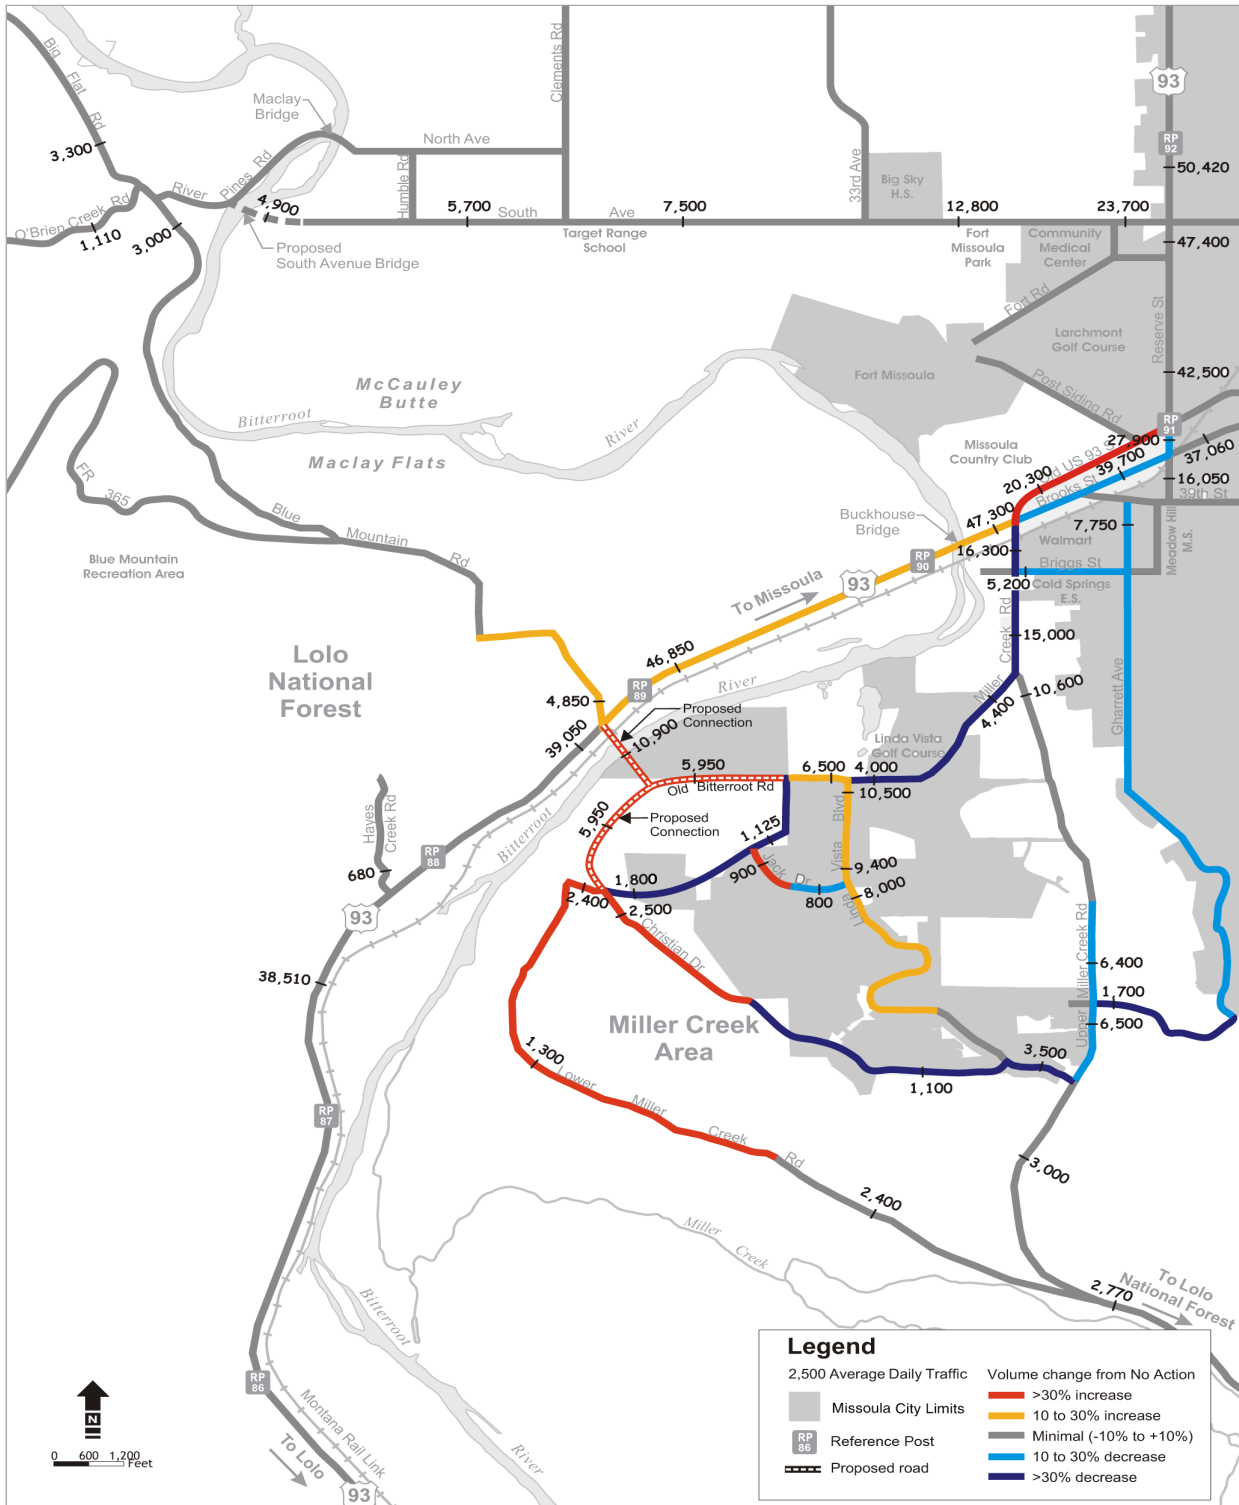 93
Big Flat Rd
Maclay
Bridge
Clements Rd
North Ave
RP
92
3,300
50,420
33rd Ave
Big Sky
H.S.
River
Pines Rd
Humble Rd
O'Brien Creek Rd
1,110
3,000
4,900
5,700
South
Ave
7,500
12,800
23,700
Proposed
South Avenue Bridge
Target Range
School
Fort
Missoula
Park
Community
Medical
Center
47,400
Fort Rd
Reserve St
Larchmont
Golf Course
42,500
Fort Missoula
Post Siding Rd
McCauley
Butte
Bitterroot
River
Maclay Flats
RP
91
Missoula
Country Club
Old US 93 S
27,900
37,060
39,700
20,300
Brooks St
16,050
39th St
FR
365
Blue
Mountain
Rd
Buckhouse
Bridge
47,300
7,750
Walmart
Meadow Hill
M.S.
16,300
Blue Mountain
Recreation Area
RP
90
Briggs St
5,200
Cold Springs
E.S.
93
To Missoula
Creek Rd
15,000
Lolo
National
Forest
46,850
River
Miller
10,600
4,400
Gharrett Ave
RP
89
4,850
Proposed
Connection
39,050
10,900
Linda Vista
Golf Course
5,950
6,500
4,000
Old Bitterroot Rd
10,500
Hayes
Creek Rd
Bitterroot
5,950
Proposed
Connection
1,125
Blvd
Vista
Linda
RP
88
680
900
Jack Dr
9,400
1,800
800
8,000
2,400
2,500
93
Christian Dr
Upper Miller Creek Rd
6,400
38,510
1,700
Miller Creek
Area
6,500
3,500
1,300
Lower
Miller
Creek
Rd
1,100
RP
87
3,000
2,400
Miller
Creek
2,770
To Lolo
National Forest
Bitterroot
River
RP
86
Montana Rail Link
To Lolo
93
N
0 600 1,200
Feet
Legend
2,500 Average Daily Traffic
Missoula City Limits
RP
86
Reference Post
Proposed road
Volume change from No Action
>30% increase
10 to 30% increase
Minimal (-10% to +10%)
10 to 30% decrease
>30% decrease